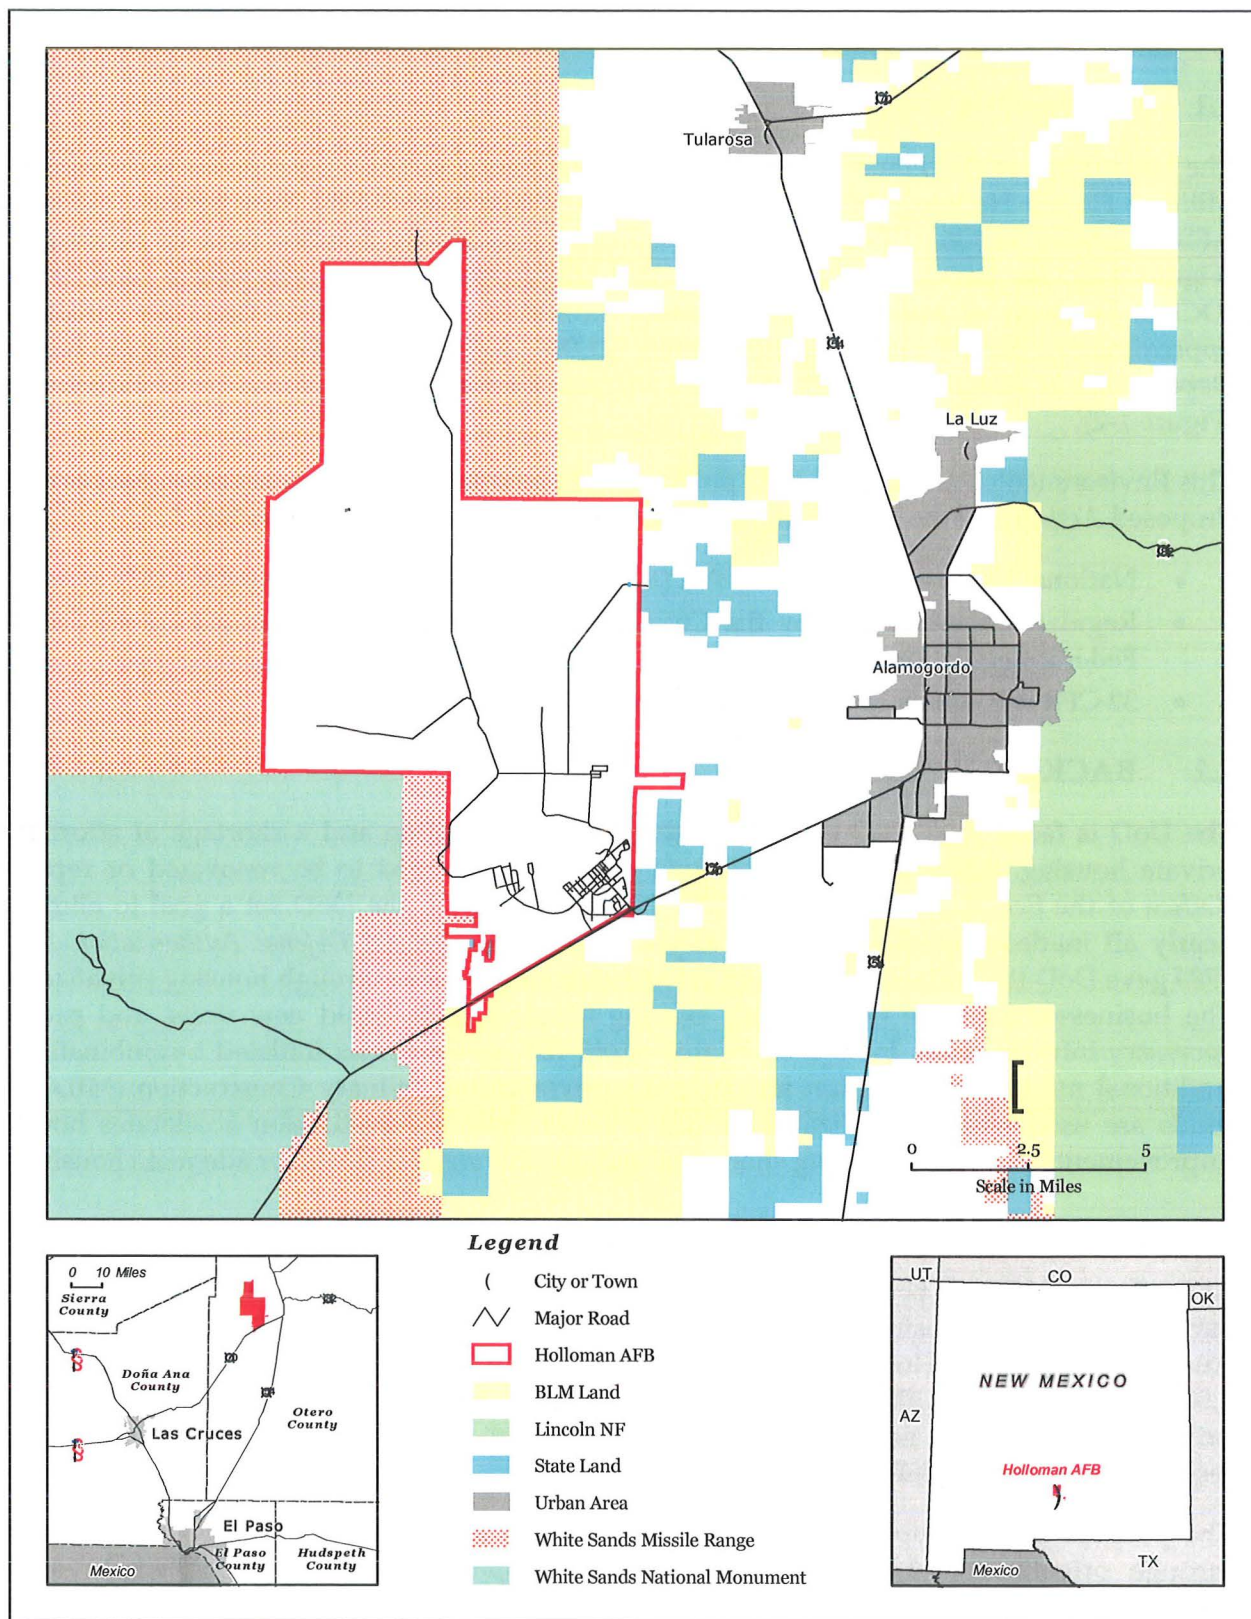 Tularosa
La Luz
Alamogordo
0 2.5 5
Scale in Miles
Legend
City or Town
Major Road
Holloman AFB
BLM Land
Lincoln NF
State Land
Urban Area
White Sands Missile Range
White Sands National Monument
0 10 Miles
Sierra
County
Doña Ana
County
Las Cruces
Otero
County
El Paso
El Paso
County
Hudspeth
County
Mexico
UT
CO
OK
NEW MEXICO
AZ
Holloman AFB
TX
Mexico